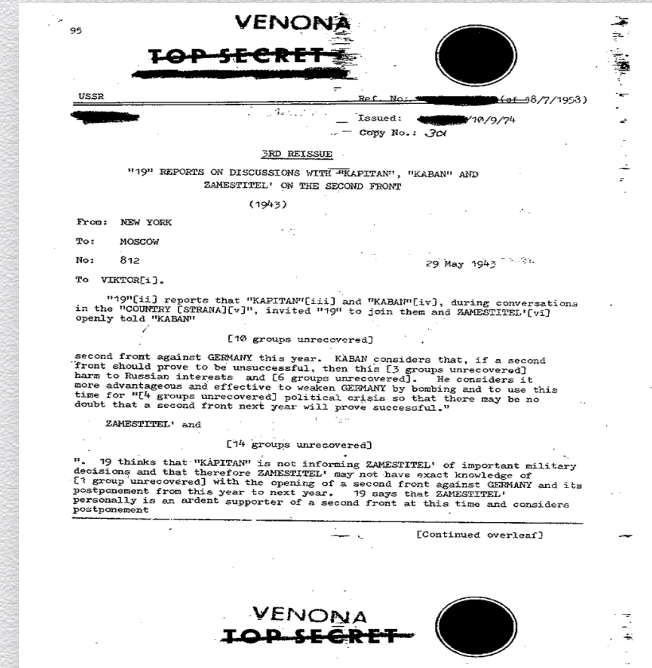 95
VENONA
TOP SECRET
USSR
Ref. No: (of 18/7/1953)
Issued: /10/9/74
Copy No.: 301
3RD REISSUE
"19" REPORTS ON DISCUSSIONS WITH "KAPITAN", "KABAN" AND
ZAMESTITEL' ON THE SECOND FRONT
(1943)
From: NEW YORK
To: MOSCOW
No: 812
29 May 1943
To VIKTOR[i].
"19"[ii] reports that "KAPITAN"[iii] and "KABAN"[iv], during conversations
in the "COUNTRY [STRANA][v]", invited "19" to join them and ZAMESTITEL'[vi]
openly told "KABAN"
[10 groups unrecovered]
second front against GERMANY this year. KABAN considers that, if a second
front should prove to be unsuccessful, then this [3 groups unrecovered]
harm to Russian interests and [6 groups unrecovered]. He considers it
more advantageous and effective to weaken GERMANY by bombing and to use this
time for "[4 groups unrecovered] political crisis so that there may be no
doubt that a second front next year will prove successful."
ZAMESTITEL' and
[14 groups unrecovered]
". 19 thinks that "KAPITAN" is not informing ZAMESTITEL' of important military
decisions and that therefore ZAMESTITEL' may not have exact knowledge of
[1 group unrecovered] with the opening of a second front against GERMANY and its
postponement from this year to next year. 19 says that ZAMESTITEL'
personally is an ardent supporter of a second front at this time and considers
postponement
[Continued overleaf]
VENONA
TOP SECRET